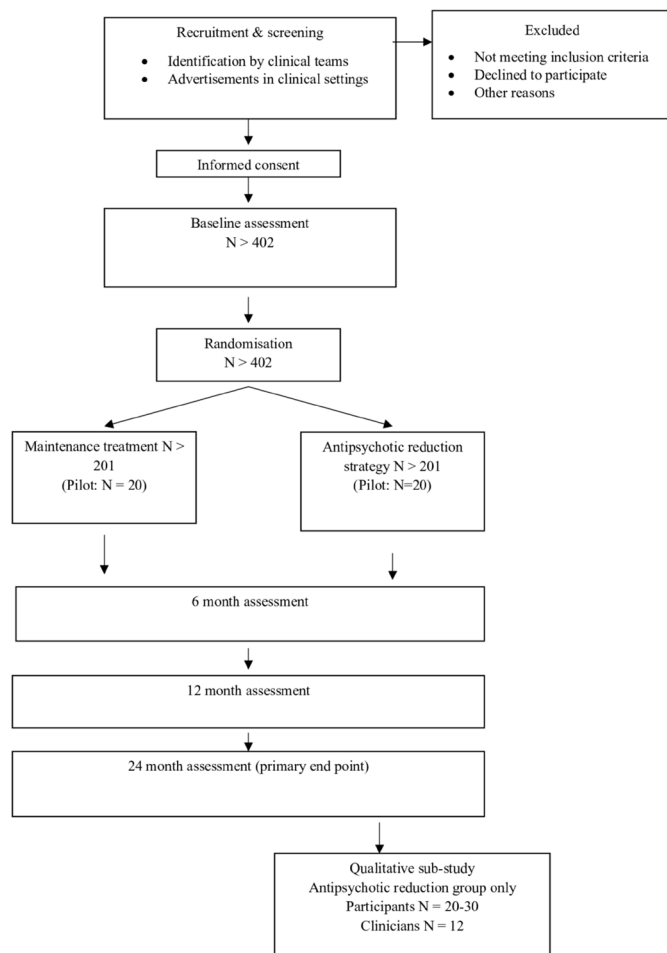 Recruitment & screening
• Identification by clinical teams
• Advertisements in clinical settings
Excluded
• Not meeting inclusion criteria
• Declined to participate
• Other reasons
Informed consent
Baseline assessment
N > 402
Randomisation
N > 402
Maintenance treatment N >
201
(Pilot: N = 20)
Antipsychotic reduction
strategy N > 201
(Pilot: N=20)
6 month assessment
12 month assessment
24 month assessment (primary end point)
Qualitative sub-study
Antipsychotic reduction group only
Participants N = 20-30
Clinicians N = 12